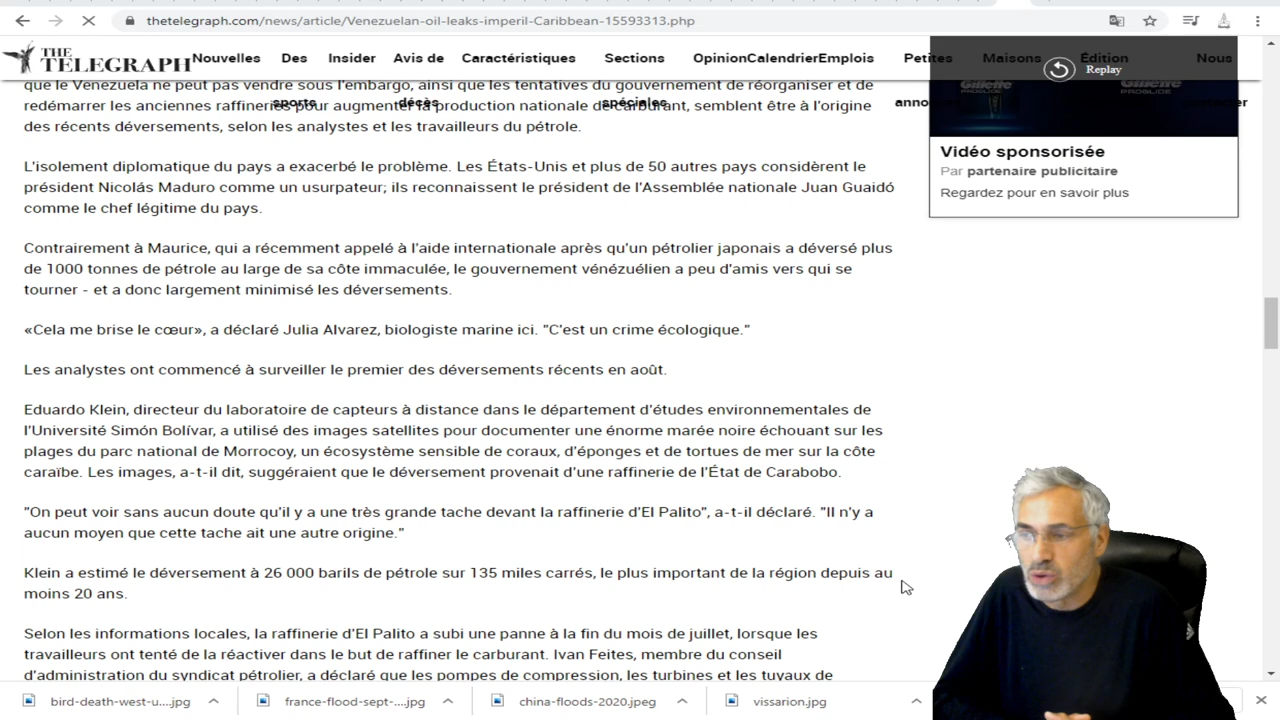 thetelegraph.com/news/article/Venezuelan-oil-leaks-imperil-Caribbean-15593313.php
THE TELEGRAPH
Nouvelles Des Insider Avis de Caractéristiques Sections OpinionCalendrierEmplois Petites Maisons Édition Nous
sports décès spéciales
Replay
que le Venezuela ne peut pas vendre sous l'embargo, ainsi que les tentatives du gouvernement de réorganiser et de
redémarrer les anciennes raffineries pour augmenter la production nationale de carburant, semblent être à l'origine
des récents déversements, selon les analystes et les travailleurs du pétrole.
L'isolement diplomatique du pays a exacerbé le problème. Les États-Unis et plus de 50 autres pays considèrent le
président Nicolás Maduro comme un usurpateur; ils reconnaissent le président de l'Assemblée nationale Juan Guaidó
comme le chef légitime du pays.
Contrairement à Maurice, qui a récemment appelé à l'aide internationale après qu'un pétrolier japonais a déversé plus
de 1000 tonnes de pétrole au large de sa côte immaculée, le gouvernement vénézuélien a peu d'amis vers qui se
tourner - et a donc largement minimisé les déversements.
«Cela me brise le cœur», a déclaré Julia Alvarez, biologiste marine ici. "C'est un crime écologique."
Les analystes ont commencé à surveiller le premier des déversements récents en août.
Eduardo Klein, directeur du laboratoire de capteurs à distance dans le département d'études environnementales de
l'Université Simón Bolívar, a utilisé des images satellites pour documenter une énorme marée noire échouant sur les
plages du parc national de Morrocoy, un écosystème sensible de coraux, d'éponges et de tortues de mer sur la côte
caraïbe. Les images, a-t-il dit, suggéraient que le déversement provenait d'une raffinerie de l'État de Carabobo.
"On peut voir sans aucun doute qu'il y a une très grande tache devant la raffinerie d'El Palito", a-t-il déclaré. "Il n'y a
aucun moyen que cette tache ait une autre origine."
Klein a estimé le déversement à 26 000 barils de pétrole sur 135 miles carrés, le plus important de la région depuis au
moins 20 ans.
Selon les informations locales, la raffinerie d'El Palito a subi une panne à la fin du mois de juillet, lorsque les
travailleurs ont tenté de la réactiver dans le but de raffiner le carburant. Ivan Feites, membre du conseil
d'administration du syndicat pétrolier, a déclaré que les pompes de compression, les turbines et les tuyaux de
Gillette
PROGLIDE
Vidéo sponsorisée
Par partenaire publicitaire
Regardez pour en savoir plus
bird-death-west-u....jpg france-flood-sept-....jpg china-floods-2020.jpeg vissarion.jpg